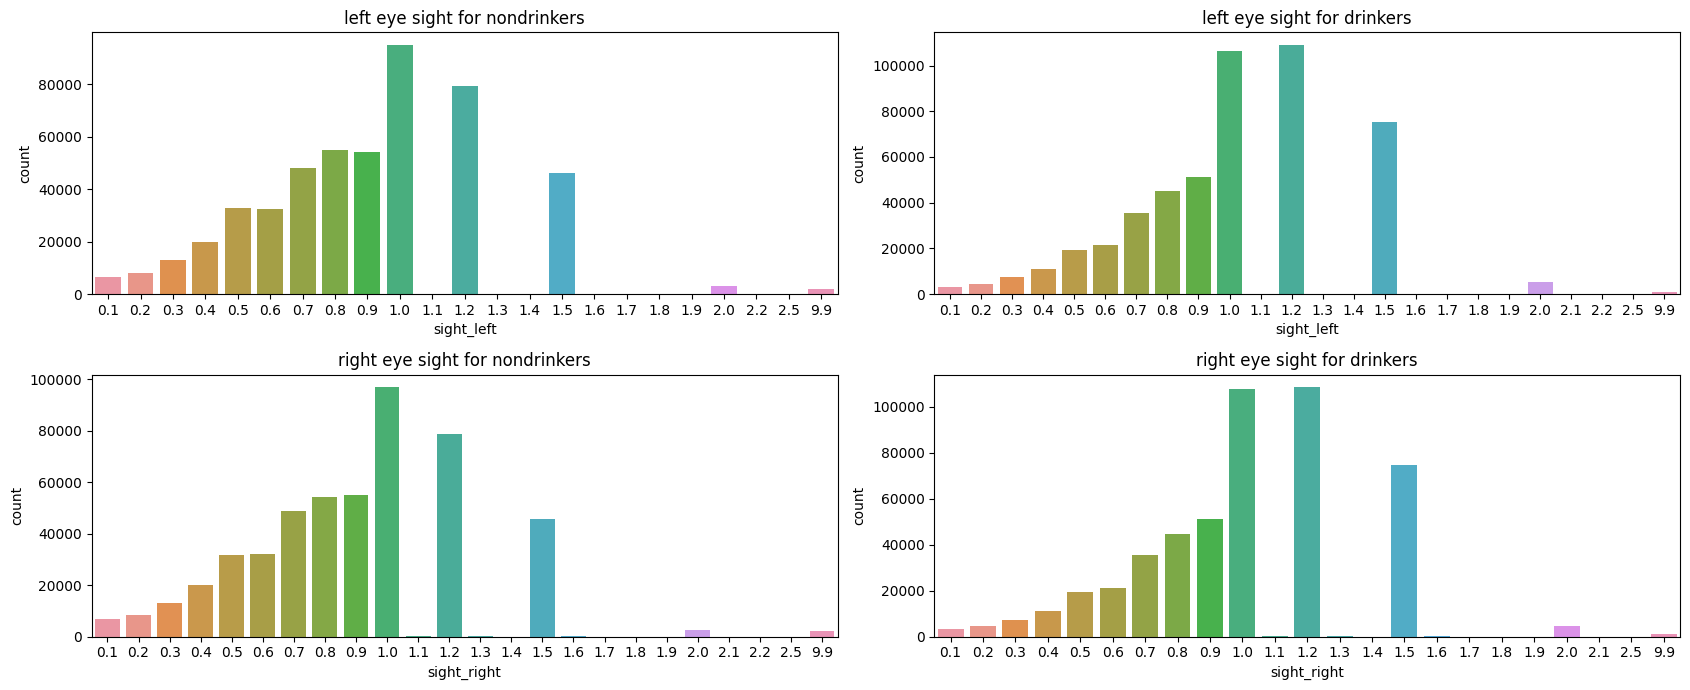 left eye sight for nondrinkers
count
80000
60000
40000
20000
0
0.1 0.2 0.3 0.4 0.5 0.6 0.7 0.8 0.9 1.0 1.1 1.2 1.3 1.4 1.5 1.6 1.7 1.8 1.9 2.0 2.2 2.5 9.9
sight_left
left eye sight for drinkers
count
100000
80000
60000
40000
20000
0
0.1 0.2 0.3 0.4 0.5 0.6 0.7 0.8 0.9 1.0 1.1 1.2 1.3 1.4 1.5 1.6 1.7 1.8 1.9 2.0 2.1 2.2 2.5 9.9
sight_left
right eye sight for nondrinkers
count
100000
80000
60000
40000
20000
0
0.1 0.2 0.3 0.4 0.5 0.6 0.7 0.8 0.9 1.0 1.1 1.2 1.3 1.4 1.5 1.6 1.7 1.8 1.9 2.0 2.1 2.2 2.5 9.9
sight_right
right eye sight for drinkers
count
100000
80000
60000
40000
20000
0
0.1 0.2 0.3 0.4 0.5 0.6 0.7 0.8 0.9 1.0 1.1 1.2 1.3 1.4 1.5 1.6 1.7 1.8 1.9 2.0 2.1 2.5 9.9
sight_right